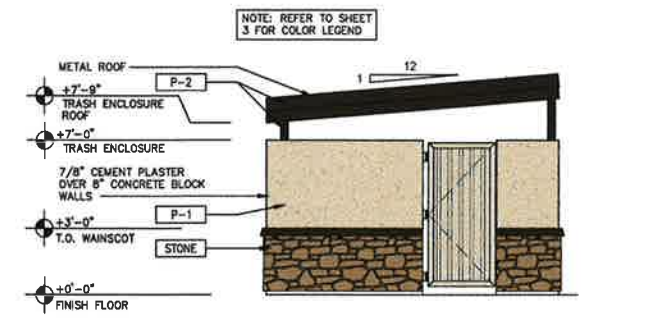 NOTE: REFER TO SHEET
3 FOR COLOR LEGEND
METAL ROOF
P-2
12
1
+7'-9"
TRASH ENCLOSURE
ROOF
+7'-0"
TRASH ENCLOSURE
7/8" CEMENT PLASTER
OVER 8" CONCRETE BLOCK
WALLS
P-1
+3'-0"
T.O. WAINSCOT
STONE
+0'-0"
FINISH FLOOR